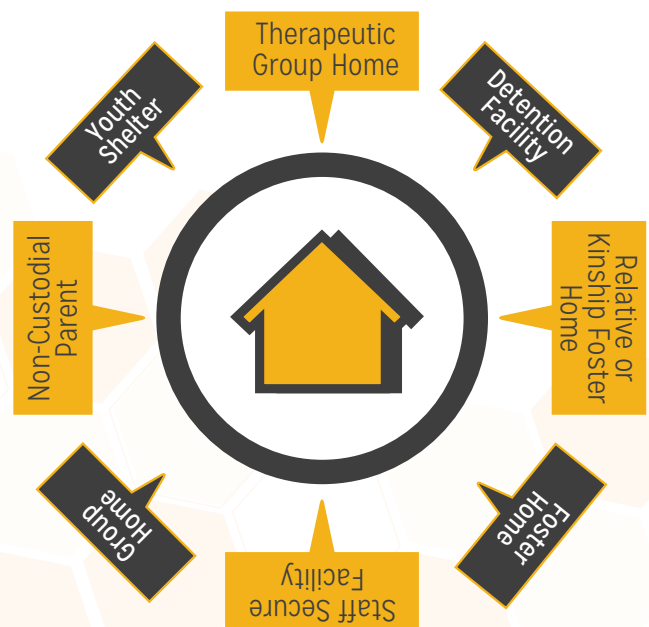 Therapeutic
Group Home
Detention
Facility
Relative or
Kinship Foster
Home
Foster
Home
Staff Secure
Facility
Group
Home
Non-Custodial
Parent
Youth
Shelter